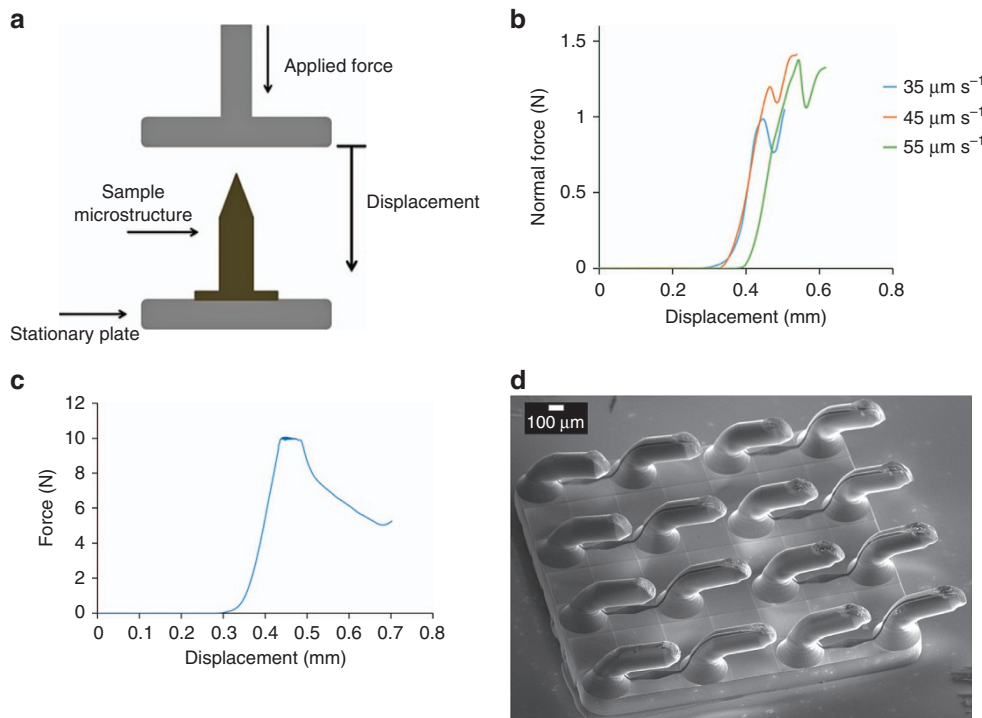 a
Applied force
Sample
microstructure
Displacement
Stationary plate
b
1.5
1
0.5
0
0
0.2
0.4
0.6
0.8
Normal force (N)
Displacement (mm)
35 μm s⁻¹
45 μm s⁻¹
55 μm s⁻¹
c
12
10
8
6
4
2
0
0
0.1
0.2
0.3
0.4
0.5
0.6
0.7
0.8
Force (N)
Displacement (mm)
d
100 μm